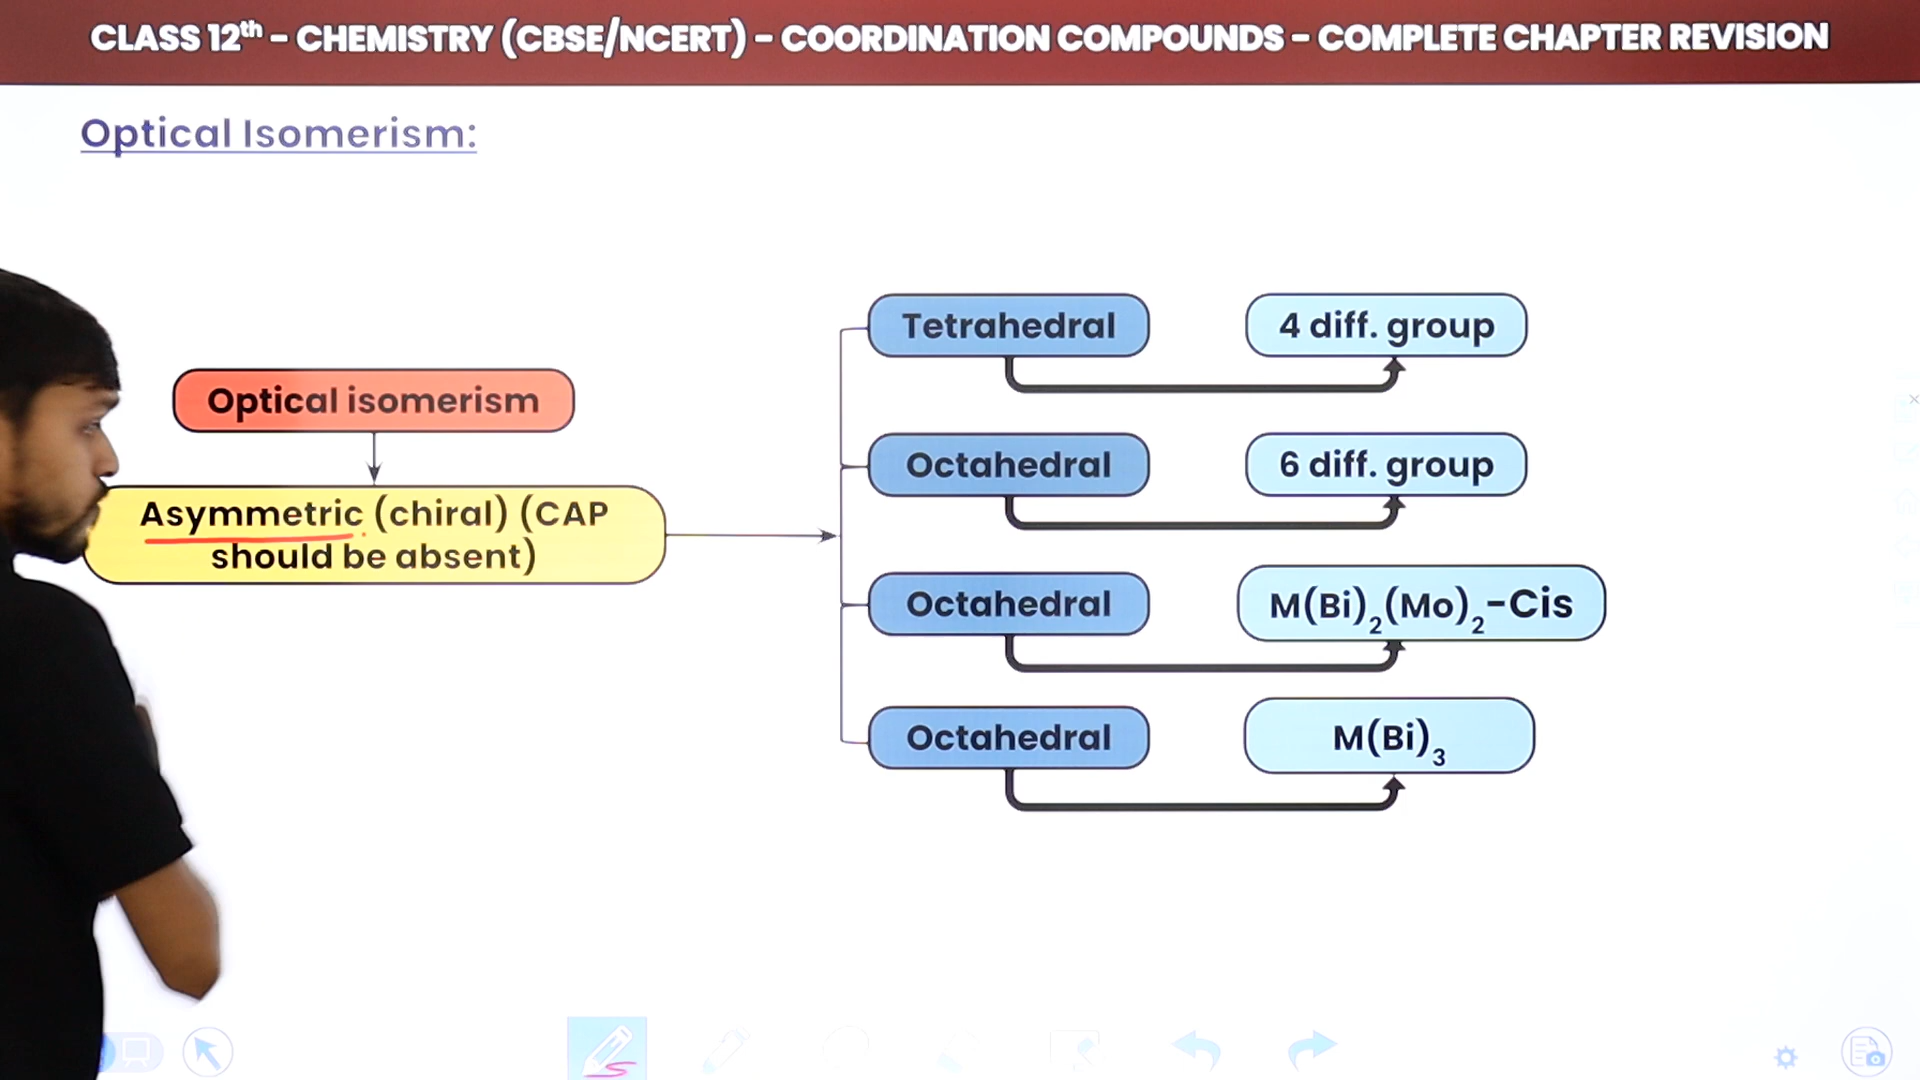 CLASS 12th - CHEMISTRY (CBSE/NCERT) - COORDINATION COMPOUNDS - COMPLETE CHAPTER REVISION
Optical Isomerism:
Optical isomerism
Asymmetric (chiral) (CAP
should be absent)
Tetrahedral
4 diff. group
Octahedral
6 diff. group
Octahedral
M(Bi)₂(Mo)₂-Cis
Octahedral
M(Bi)₃